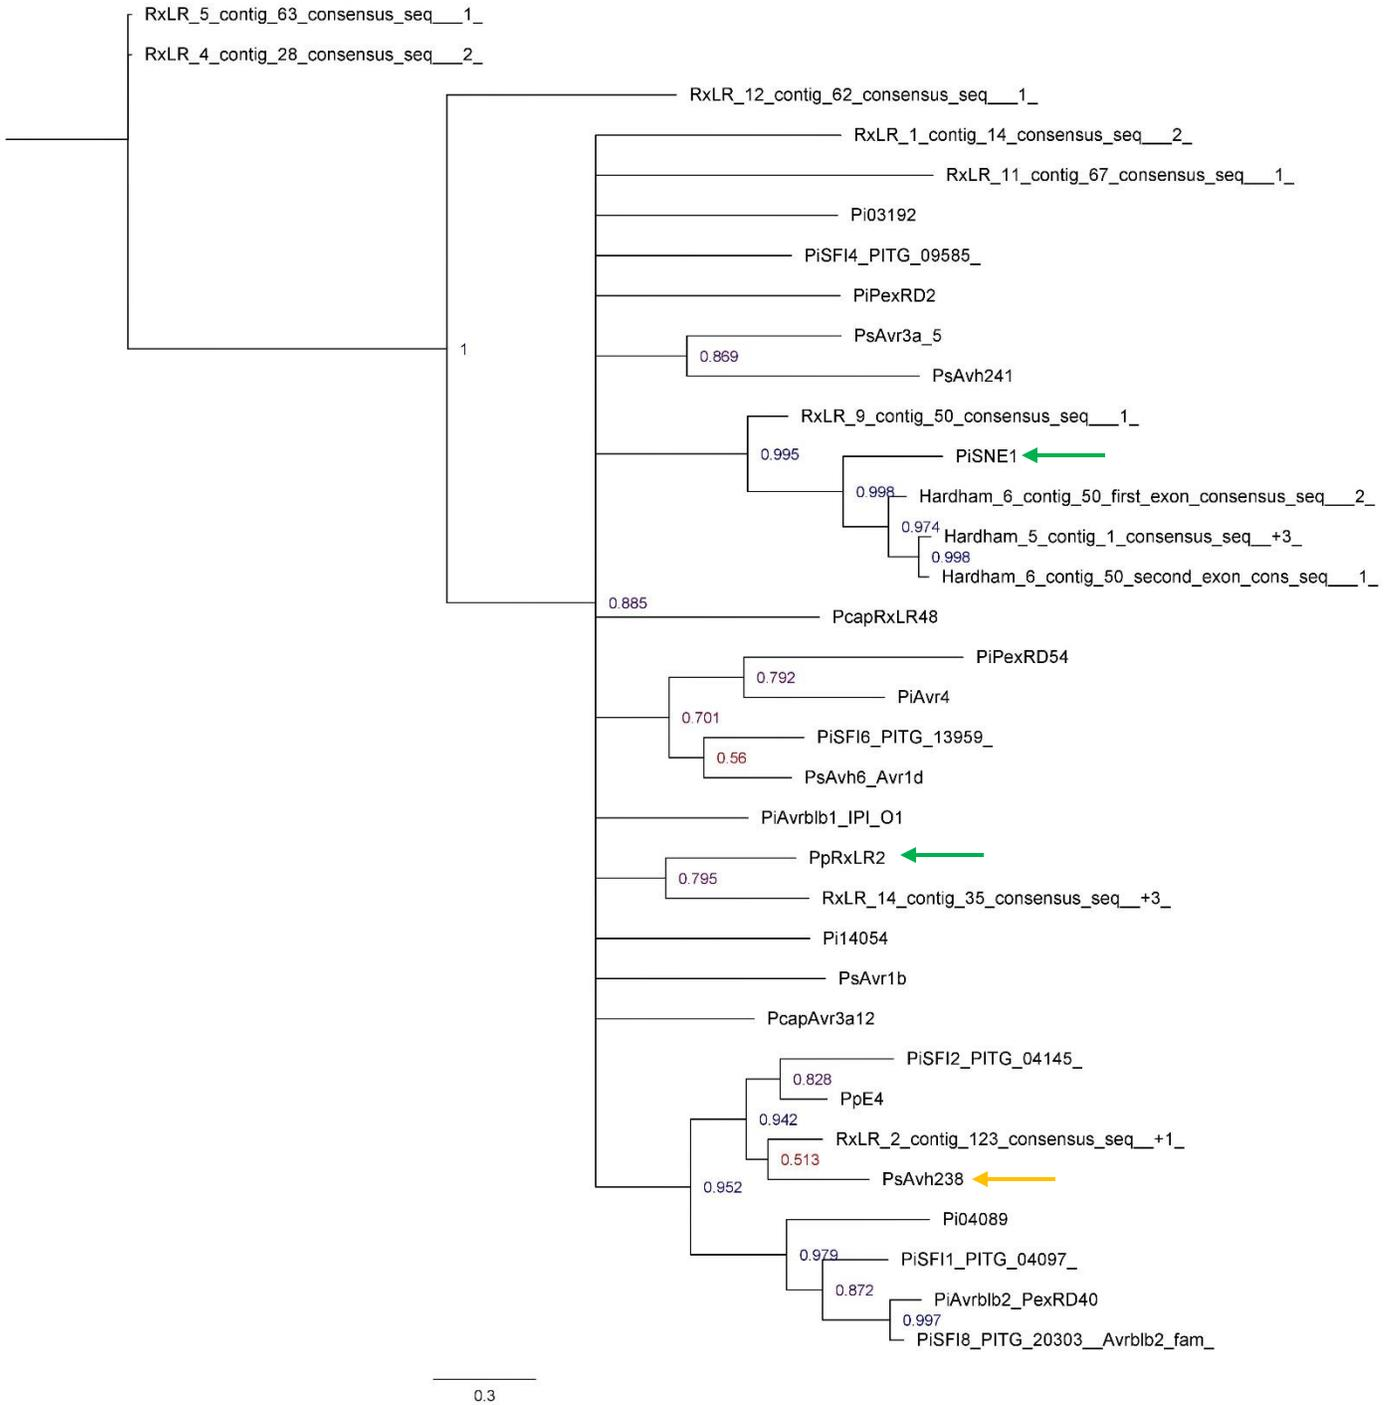 RxLR_5_contig_63_consensus_seq___1_
RxLR_4_contig_28_consensus_seq___2_
RxLR_12_contig_62_consensus_seq___1_
RxLR_1_contig_14_consensus_seq___2_
RxLR_11_contig_67_consensus_seq___1_
Pi03192
PiSFI4_PITG_09585_
PiPexRD2
PsAvr3a_5
1
0.869
PsAvh241
RxLR_9_contig_50_consensus_seq___1_
0.995
PiSNE1
0.998
Hardham_6_contig_50_first_exon_consensus_seq___2_
0.974
Hardham_5_contig_1_consensus_seq__+3_
0.998
Hardham_6_contig_50_second_exon_cons_seq___1_
0.885
PcapRxLR48
PiPexRD54
0.792
PiAvr4
0.701
PiSFI6_PITG_13959_
0.56
PsAvh6_Avr1d
PiAvrblb1_IPI_O1
PpRxLR2
0.795
RxLR_14_contig_35_consensus_seq__+3_
Pi14054
PsAvr1b
PcapAvr3a12
PiSFI2_PITG_04145_
0.828
PpE4
0.942
RxLR_2_contig_123_consensus_seq__+1_
0.513
PsAvh238
0.952
Pi04089
0.979
PiSFI1_PITG_04097_
0.872
PiAvrblb2_PexRD40
0.997
PiSFI8_PITG_20303__Avrblb2_fam_
0.3